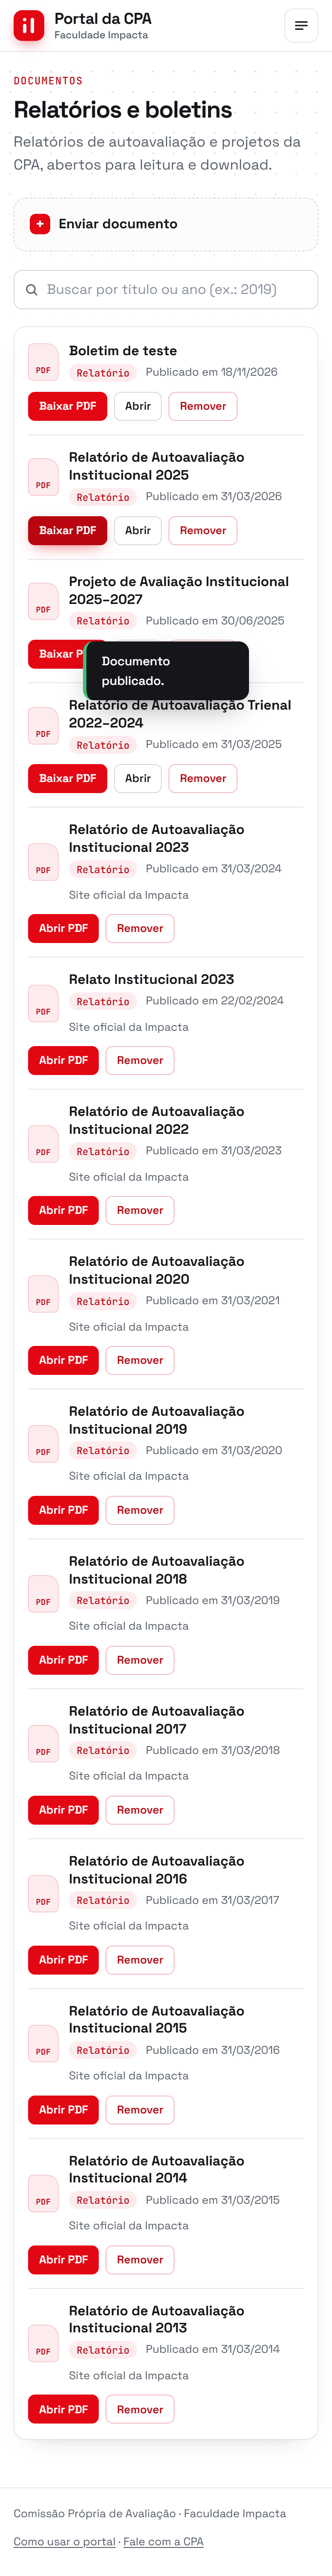 Portal da CPA
Faculdade Impacta
DOCUMENTOS
Relatórios e boletins
Relatórios de autoavaliação e projetos da
CPA, abertos para leitura e download.
+ Enviar documento
Buscar por título ou ano (ex.: 2019)
Boletim de teste
PDF
Relatório Publicado em 18/11/2026
Baixar PDF Abrir Remover
Relatório de Autoavaliação
Institucional 2025
PDF
Relatório Publicado em 31/03/2026
Baixar PDF Abrir Remover
Projeto de Avaliação Institucional
2025–2027
PDF
Relatório Publicado em 30/06/2025
Baixar P
Documento
publicado.
Relatório de Autoavaliação Trienal
2022–2024
PDF
Relatório Publicado em 31/03/2025
Baixar PDF Abrir Remover
Relatório de Autoavaliação
Institucional 2023
PDF
Relatório Publicado em 31/03/2024
Site oficial da Impacta
Abrir PDF Remover
Relato Institucional 2023
PDF
Relatório Publicado em 22/02/2024
Site oficial da Impacta
Abrir PDF Remover
Relatório de Autoavaliação
Institucional 2022
PDF
Relatório Publicado em 31/03/2023
Site oficial da Impacta
Abrir PDF Remover
Relatório de Autoavaliação
Institucional 2020
PDF
Relatório Publicado em 31/03/2021
Site oficial da Impacta
Abrir PDF Remover
Relatório de Autoavaliação
Institucional 2019
PDF
Relatório Publicado em 31/03/2020
Site oficial da Impacta
Abrir PDF Remover
Relatório de Autoavaliação
Institucional 2018
PDF
Relatório Publicado em 31/03/2019
Site oficial da Impacta
Abrir PDF Remover
Relatório de Autoavaliação
Institucional 2017
PDF
Relatório Publicado em 31/03/2018
Site oficial da Impacta
Abrir PDF Remover
Relatório de Autoavaliação
Institucional 2016
PDF
Relatório Publicado em 31/03/2017
Site oficial da Impacta
Abrir PDF Remover
Relatório de Autoavaliação
Institucional 2015
PDF
Relatório Publicado em 31/03/2016
Site oficial da Impacta
Abrir PDF Remover
Relatório de Autoavaliação
Institucional 2014
PDF
Relatório Publicado em 31/03/2015
Site oficial da Impacta
Abrir PDF Remover
Relatório de Autoavaliação
Institucional 2013
PDF
Relatório Publicado em 31/03/2014
Site oficial da Impacta
Abrir PDF Remover
Comissão Própria de Avaliação · Faculdade Impacta
Como usar o portal · Fale com a CPA